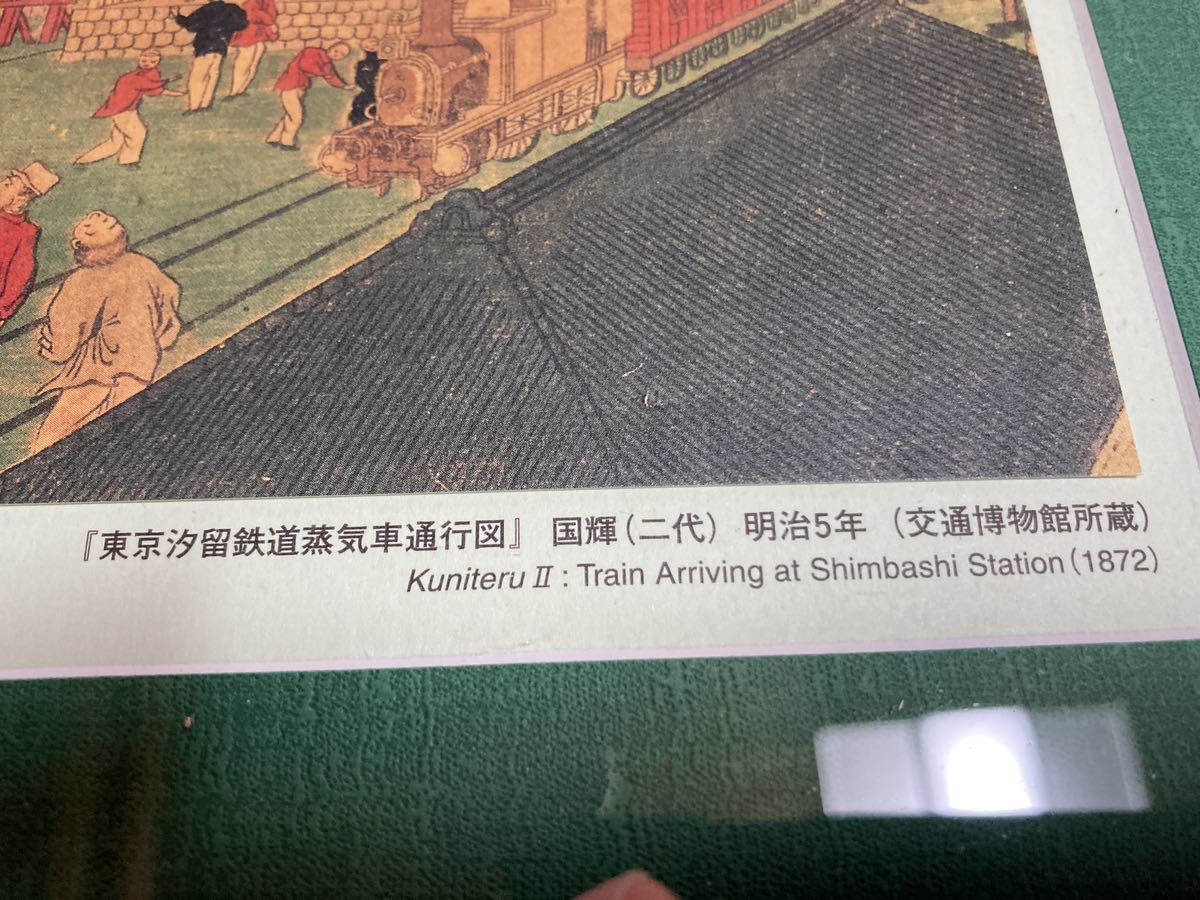 『東京汐留鉄道蒸気車通行図』 国輝（二代） 明治5年 （交通博物館所蔵）
Kuniteru II : Train Arriving at Shimbashi Station (1872)